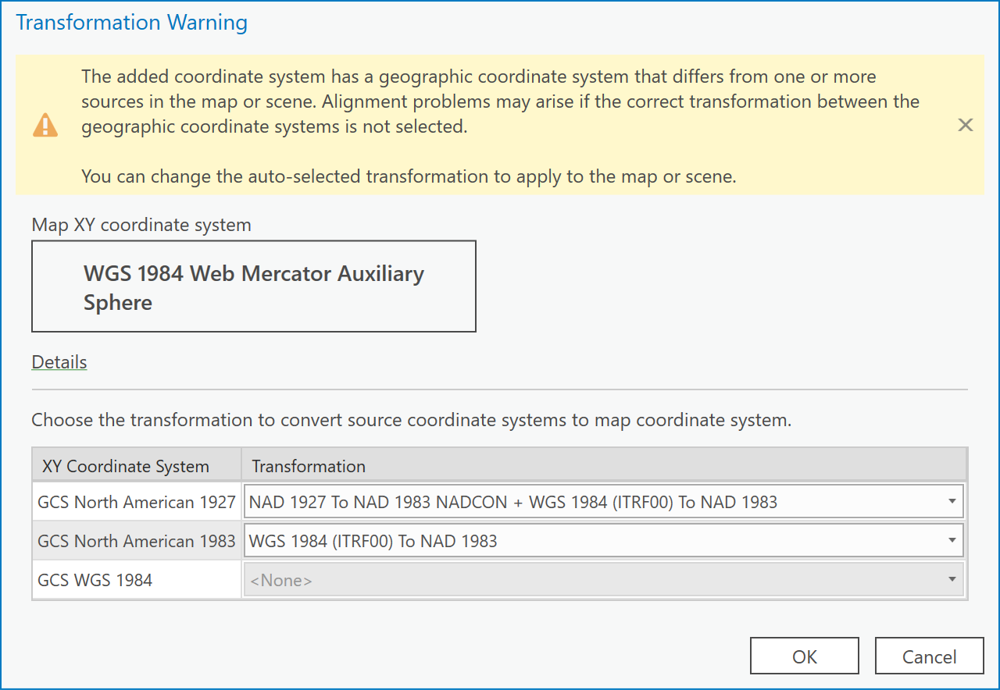 Transformation Warning
The added coordinate system has a geographic coordinate system that differs from one or more
sources in the map or scene. Alignment problems may arise if the correct transformation between the
geographic coordinate systems is not selected.
You can change the auto-selected transformation to apply to the map or scene.
Map XY coordinate system
WGS 1984 Web Mercator Auxiliary
Sphere
Details
Choose the transformation to convert source coordinate systems to map coordinate system.
XY Coordinate System Transformation
GCS North American 1927 NAD 1927 To NAD 1983 NADCON + WGS 1984 (ITRF00) To NAD 1983
GCS North American 1983 WGS 1984 (ITRF00) To NAD 1983
GCS WGS 1984 <None>
OK Cancel